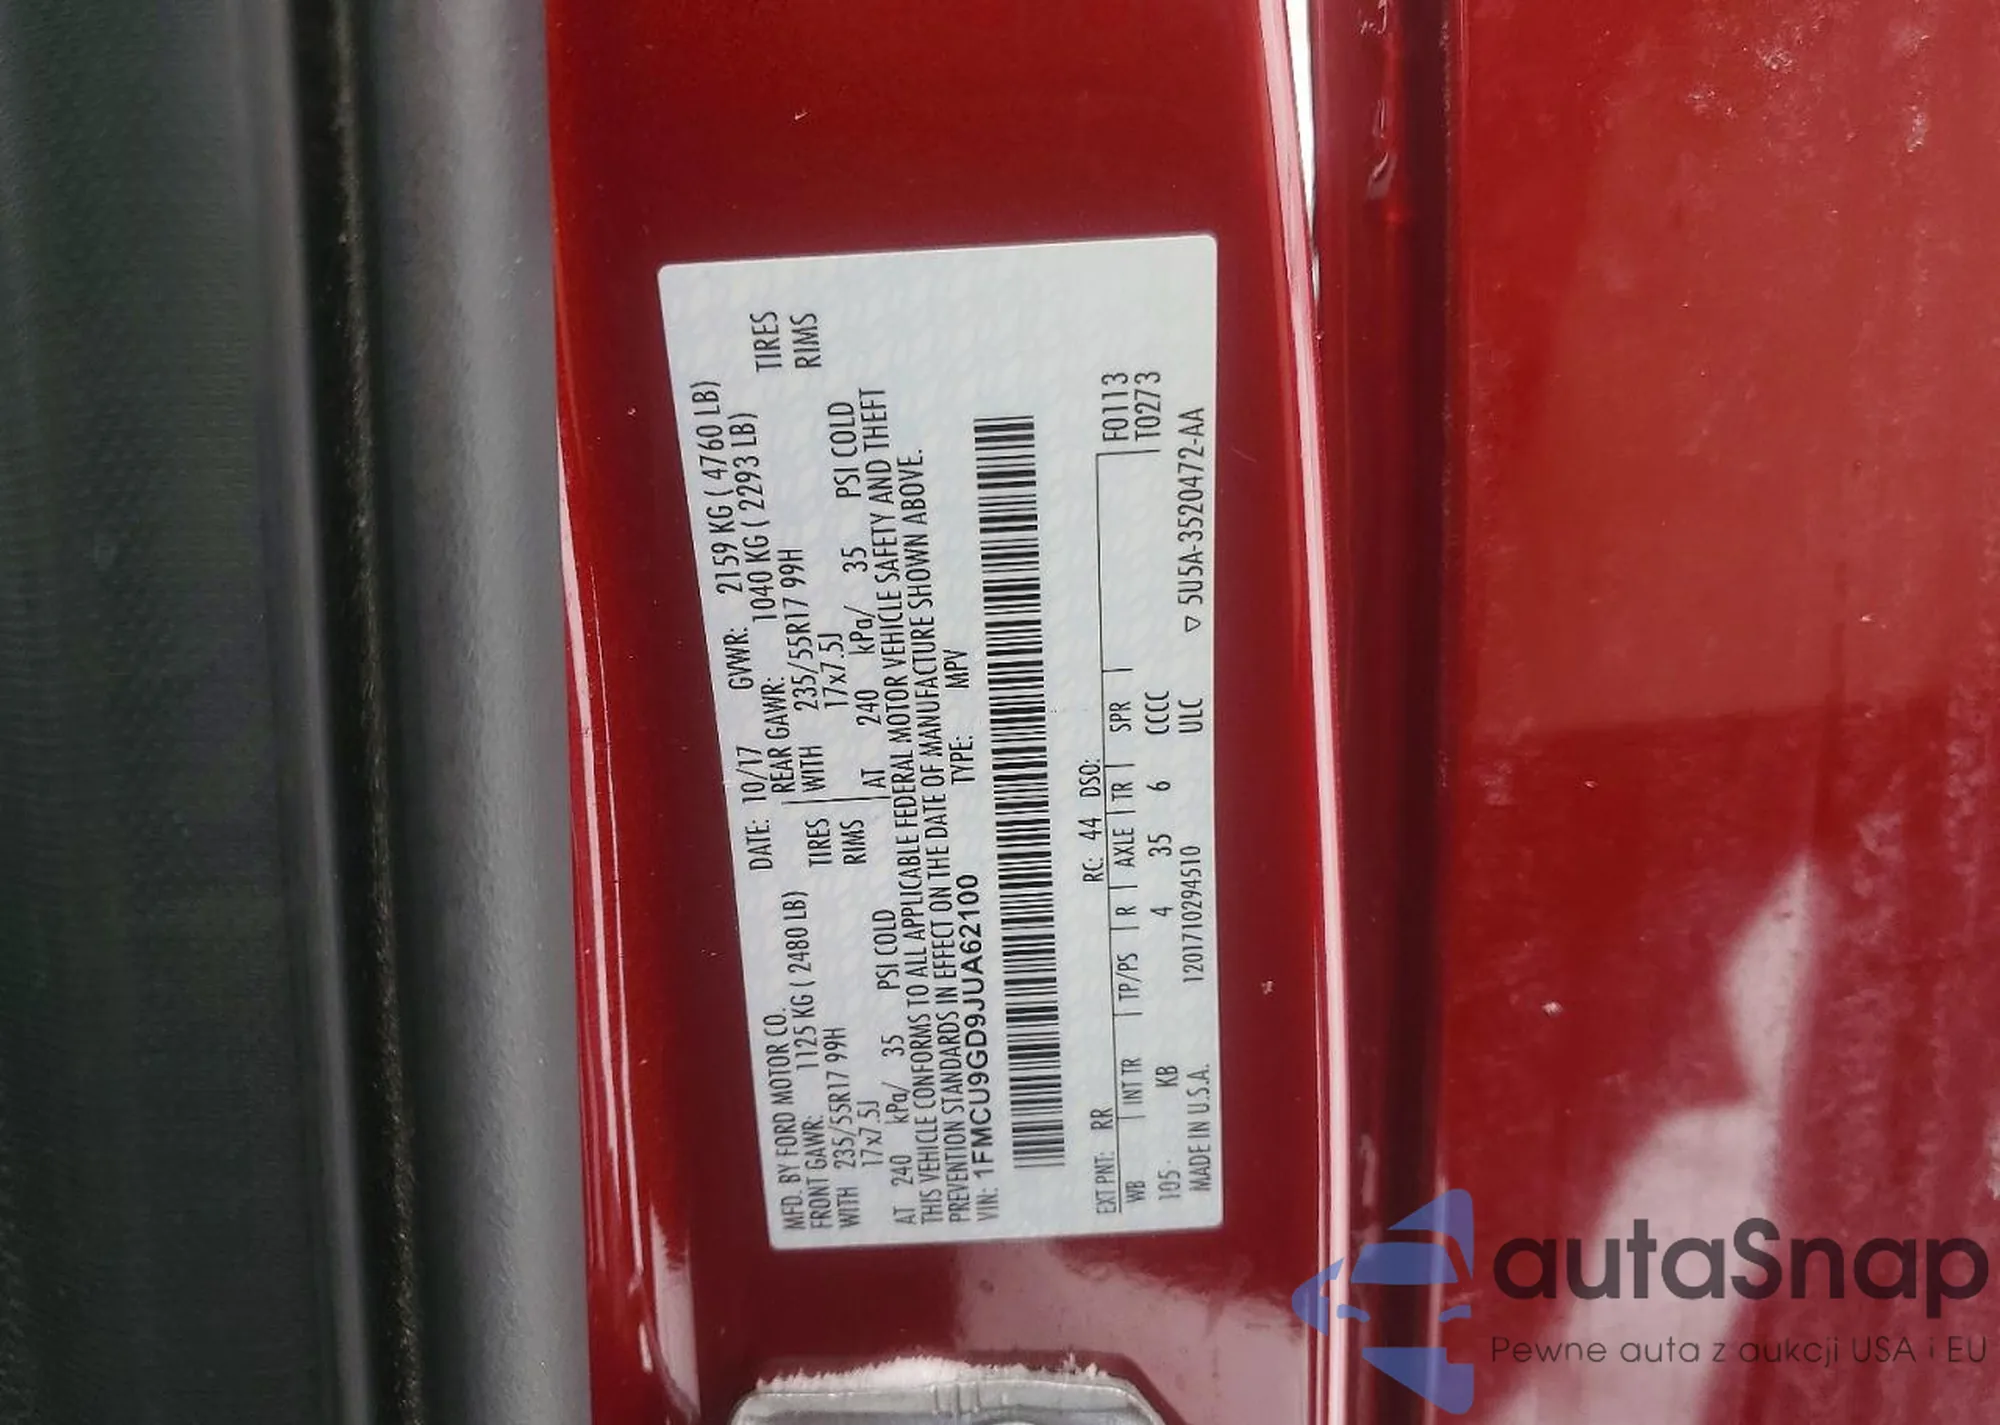 MFD. BY FORD MOTOR CO.
DATE: 10/17 GVWR: 2159 KG ( 4760 LB)
FRONT GAWR: 1125 KG ( 2480 LB) REAR GAWR: 1040 KG ( 2293 LB)
WITH 235/55R17 99H TIRES WITH 235/55R17 99H TIRES
17x7.5J RIMS 17x7.5J RIMS
AT 240 kPa/ 35 PSI COLD AT 240 kPa/ 35 PSI COLD
THIS VEHICLE CONFORMS TO ALL APPLICABLE FEDERAL MOTOR VEHICLE SAFETY AND THEFT
PREVENTION STANDARDS IN EFFECT ON THE DATE OF MANUFACTURE SHOWN ABOVE.
VIN: 1FMCU9GD9JUA62100 TYPE: MPV
EXT PNT: RR RC: 44 DSO: F0113
WB INT TR TP/PS R AXLE TR SPR T0273
105 KB 4 35 6 CCCC
MADE IN U.S.A. 120171029451​0 ULC ▽ 5U5A-3520472-AA
autaSnap
Pewne auta z aukcji USA i EU